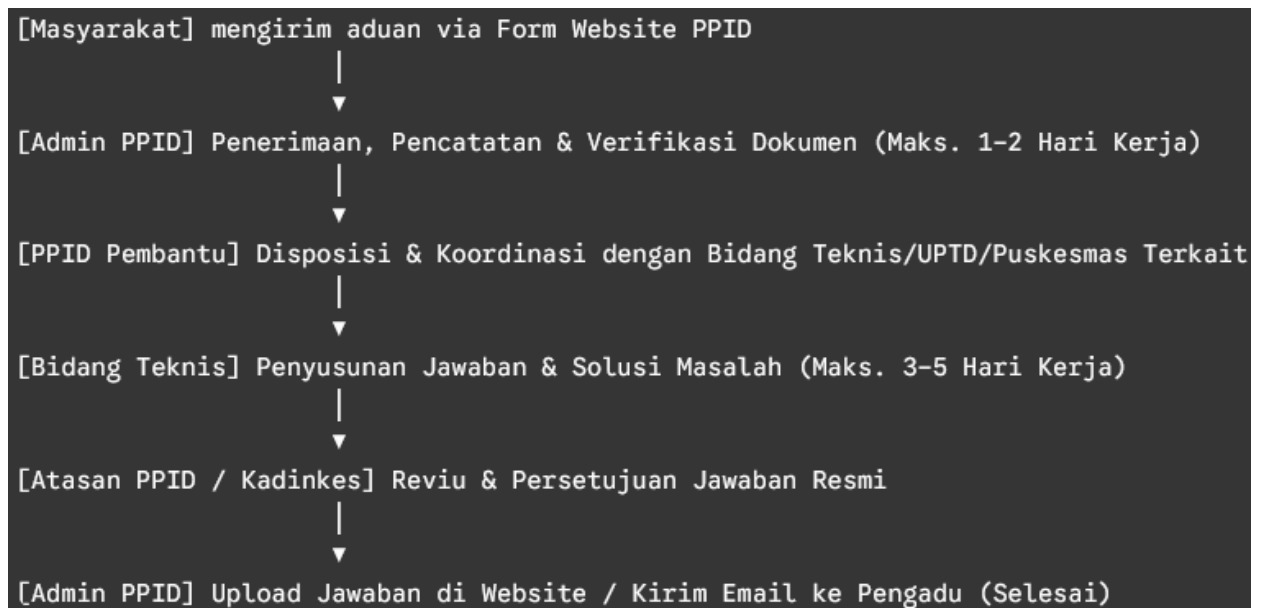 [Masyarakat] mengirim aduan via Form Website PPID
│
▼
[Admin PPID] Penerimaan, Pencatatan & Verifikasi Dokumen (Maks. 1–2 Hari Kerja)
│
▼
[PPID Pembantu] Disposisi & Koordinasi dengan Bidang Teknis/UPTD/Puskesmas Terkait
│
▼
[Bidang Teknis] Penyusunan Jawaban & Solusi Masalah (Maks. 3–5 Hari Kerja)
│
▼
[Atasan PPID / Kadinkes] Reviu & Persetujuan Jawaban Resmi
│
▼
[Admin PPID] Upload Jawaban di Website / Kirim Email ke Pengadu (Selesai)